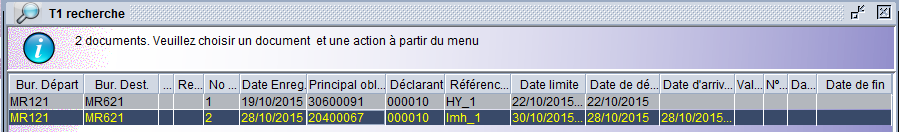 T1 recherche
2 documents. Veuillez choisir un document et une action à partir du menu
Bur. Départ Bur. Dest. ... Re... No ... Date Enreg. Principal obl... Déclarant Référenc... Date limite Date de dé... Date d'arriv... Val... Nº... Da... Date de fin
MR121 MR621 1 19/10/2015 30600091 000010 HY_1 22/10/2015... 22/10/2015
MR121 MR621 2 28/10/2015 20400067 000010 lmh_1 30/10/2015... 28/10/2015 28/10/2015...